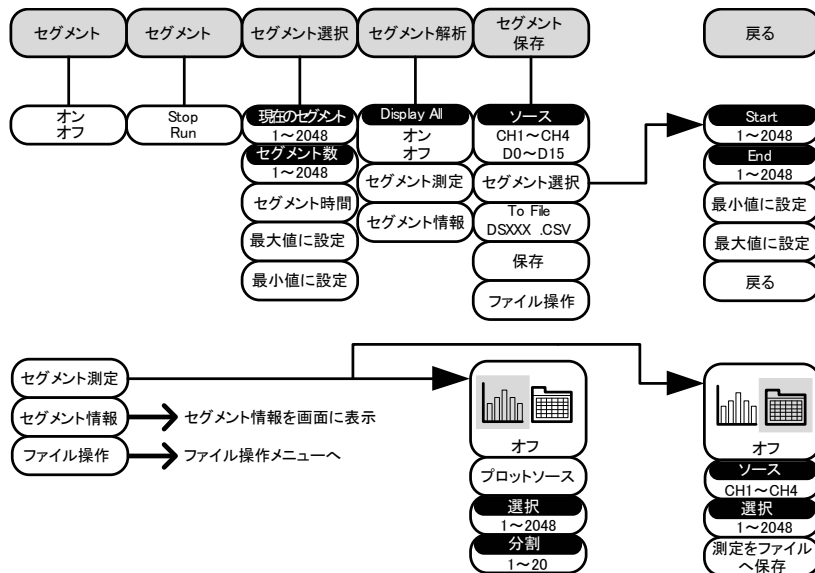 セグメント
オン
オフ
セグメント
Stop
Run
セグメント選択
現在のセグメント
1～2048
セグメント数
1～2048
セグメント時間
最大値に設定
最小値に設定
セグメント解析
Display All
オン
オフ
セグメント測定
セグメント情報
セグメント
保存
ソース
CH1～CH4
D0～D15
セグメント選択
To File
DSXXX .CSV
保存
ファイル操作
戻る
Start
1～2048
End
1～2048
最小値に設定
最大値に設定
戻る
セグメント測定
セグメント情報
セグメント情報を画面に表示
ファイル操作
ファイル操作メニューへ
オフ
プロットソース
選択
1～2048
分割
1～20
オフ
ソース
CH1～CH4
選択
1～2048
測定をファイル
へ保存